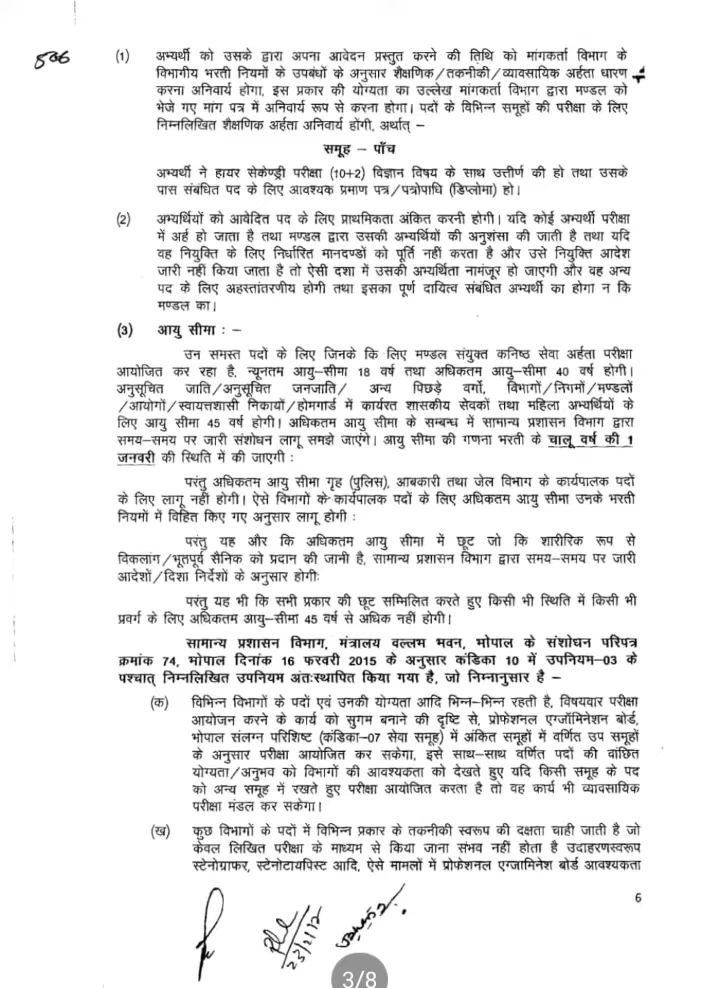 (1) अभ्यर्थी को उसके द्वारा अपना आवेदन प्रस्तुत करने की तिथि को मांगकर्ता विभाग के
विभागीय भरती नियमों के उपबंधों के अनुसार शैक्षणिक/तकनीकी/व्यावसायिक अर्हता धारण
करना अनिवार्य होगा, इस प्रकार की योग्यता का उल्लेख मांगकर्ता विभाग द्वारा मण्डल को
भेजे गए मांग पत्र में अनिवार्य रूप से करना होगा। पदों के विभिन्न समूहों की परीक्षा के लिए
निम्नलिखित शैक्षणिक अर्हता अनिवार्य होंगी, अर्थात् –
समूह – पाँच
अभ्यर्थी ने हायर सेकेण्ड्री परीक्षा (10+2) विज्ञान विषय के साथ उत्तीर्ण की हो तथा उसके
पास संबंधित पद के लिए आवश्यक प्रमाण पत्र/पत्रोपाधि (डिप्लोमा) हो।
(2) अभ्यर्थियों को आवेदित पद के लिए प्राथमिकता अंकित करनी होगी। यदि कोई अभ्यर्थी परीक्षा
में अर्ह हो जाता है तथा मण्डल द्वारा उसकी अभ्यर्थियों की अनुशंसा की जाती है तथा यदि
वह नियुक्ति के लिए निर्धारित मानदण्डों को पूर्ति नहीं करता है और उसे नियुक्ति आदेश
जारी नहीं किया जाता है तो ऐसी दशा में उसकी अभ्यर्थिता नामंजूर हो जाएगी और वह अन्य
पद के लिए अहस्तांतरणीय होगी तथा इसका पूर्ण दायित्व संबंधित अभ्यर्थी का होगा न कि
मण्डल का।
(3) आयु सीमा : –
उन समस्त पदों के लिए जिनके कि लिए मण्डल संयुक्त कनिष्ठ सेवा अर्हता परीक्षा
आयोजित कर रहा है, न्यूनतम आयु–सीमा 18 वर्ष तथा अधिकतम आयु–सीमा 40 वर्ष होगी।
अनुसूचित जाति/अनुसूचित जनजाति/ अन्य पिछड़े वर्गों, विभागों/निगमों/मण्डलों
/आयोगों/स्वायत्तशासी निकायों/होमगार्ड में कार्यरत शासकीय सेवकों तथा महिला अभ्यर्थियों के
लिए आयु सीमा 45 वर्ष होगी। अधिकतम आयु सीमा के सम्बन्ध में सामान्य प्रशासन विभाग द्वारा
समय–समय पर जारी संशोधन लागू समझे जाएंगे। आयु सीमा की गणना भरती के चालू वर्ष की 1
जनवरी की स्थिति में की जाएगी :
परंतु अधिकतम आयु सीमा गृह (पुलिस), आबकारी तथा जेल विभाग के कार्यपालक पदों
के लिए लागू नहीं होगी। ऐसे विभागों के कार्यपालक पदों के लिए अधिकतम आयु सीमा उनके भरती
नियमों में विहित किए गए अनुसार लागू होगी :
परंतु यह और कि अधिकतम आयु सीमा में छूट जो कि शारीरिक रूप से
विकलांग/भूतपूर्व सैनिक को प्रदान की जानी है, सामान्य प्रशासन विभाग द्वारा समय–समय पर जारी
आदेशों/दिशा निर्देशों के अनुसार होगीः
परंतु यह भी कि सभी प्रकार की छूट सम्मिलित करते हुए किसी भी स्थिति में किसी भी
प्रवर्ग के लिए अधिकतम आयु–सीमा 45 वर्ष से अधिक नहीं होगी।
सामान्य प्रशासन विभाग, मंत्रालय वल्लभ भवन, भोपाल के संशोधन परिपत्र
क्रमांक 74, भोपाल दिनांक 16 फरवरी 2015 के अनुसार कंडिका 10 में उपनियम–03 के
पश्चात् निम्नलिखित उपनियम अंतःस्थापित किया गया है, जो निम्नानुसार है –
(क) विभिन्न विभागों के पदों एवं उनकी योग्यता आदि भिन्न–भिन्न रहती है, विषयवार परीक्षा
आयोजन करने के कार्य को सुगम बनाने की दृष्टि से, प्रोफेशनल एग्जॉमिनेशन बोर्ड,
भोपाल संलग्न परिशिष्ट (कंडिका–07 सेवा समूह) में अंकित समूहों में वर्णित उप समूहों
के अनुसार परीक्षा आयोजित कर सकेगा, इसे साथ–साथ वर्णित पदों की वांछित
योग्यता/अनुभव को विभागों की आवश्यकता को देखते हुए यदि किसी समूह के पद
को अन्य समूह में रखते हुए परीक्षा आयोजित करता है तो वह कार्य भी व्यावसायिक
परीक्षा मंडल कर सकेगा।
(ख) कुछ विभागों के पदों में विभिन्न प्रकार के तकनीकी स्वरूप की दक्षता चाही जाती है जो
केवल लिखित परीक्षा के माध्यम से किया जाना संभव नहीं होता है उदाहरणस्वरूप
स्टेनोग्राफर, स्टेनोटायपिस्ट आदि, ऐसे मामलों में प्रोफेशनल एग्जामिनेश बोर्ड आवश्यकता
6
23/2/17
3/8